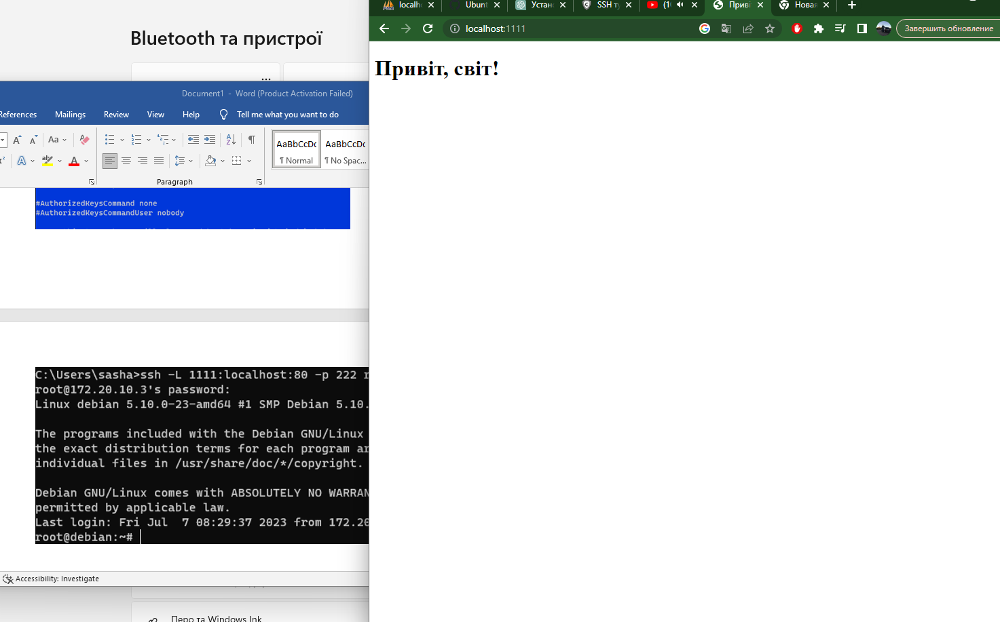 Bluetooth та пристрої
...
Document1 - Word (Product Activation Failed)
References Mailings Review View Help Tell me what you want to do
Aa
AaBbCcDc AaBbCcDc
¶ Normal ¶ No Spac...
Paragraph
#AuthorizedKeysCommand none
#AuthorizedKeysCommandUser nobody
C:\Users\sasha>ssh -L 1111:localhost:80 -p 222 r
root@172.20.10.3's password:
Linux debian 5.10.0-23-amd64 #1 SMP Debian 5.10.
The programs included with the Debian GNU/Linux
the exact distribution terms for each program ar
individual files in /usr/share/doc/*/copyright.
Debian GNU/Linux comes with ABSOLUTELY NO WARRAN
permitted by applicable law.
Last login: Fri Jul  7 08:29:37 2023 from 172.20
root@debian:~#
Accessibility: Investigate
Перо та Windows Ink
localho Ubunt Устан SSH ту (1 Приві Новая
localhost:1111
Завершить обновление
Привіт, світ!